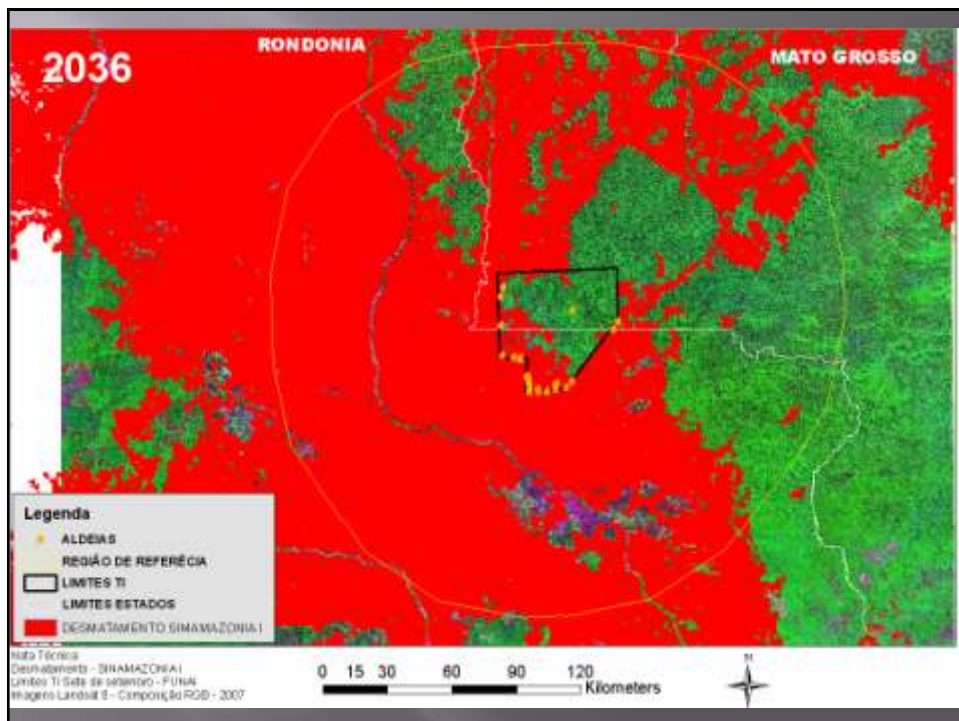 RONDONIA
MATO GROSSO
2036
Legenda
ALDEIAS
REGIÃO DE REFERÊCIA
LIMITES TI
LIMITES ESTADOS
DESMATAMENTO SIMAMAZONIA I
Nota Técnica
Desmatamento - SIMAMAZONIA I
Limites TI Sete de setembro - FUNAI
Imagens Landsat 5 - Composição RGB - 2007
N
0 15 30 60 90 120
Kilometers